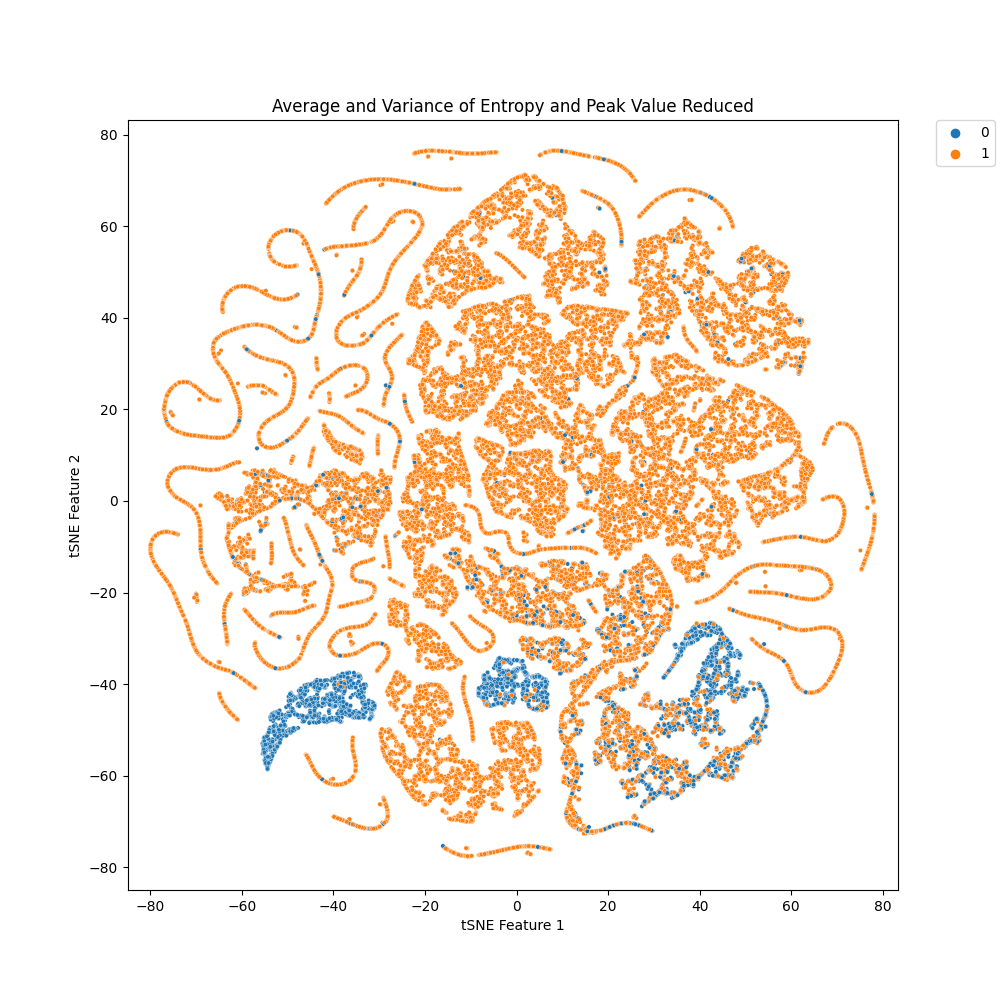 Average and Variance of Entropy and Peak Value Reduced
0
1
80
60
40
20
0
−20
−40
−60
−80
tSNE Feature 2
−80 −60 −40 −20 0 20 40 60 80
tSNE Feature 1